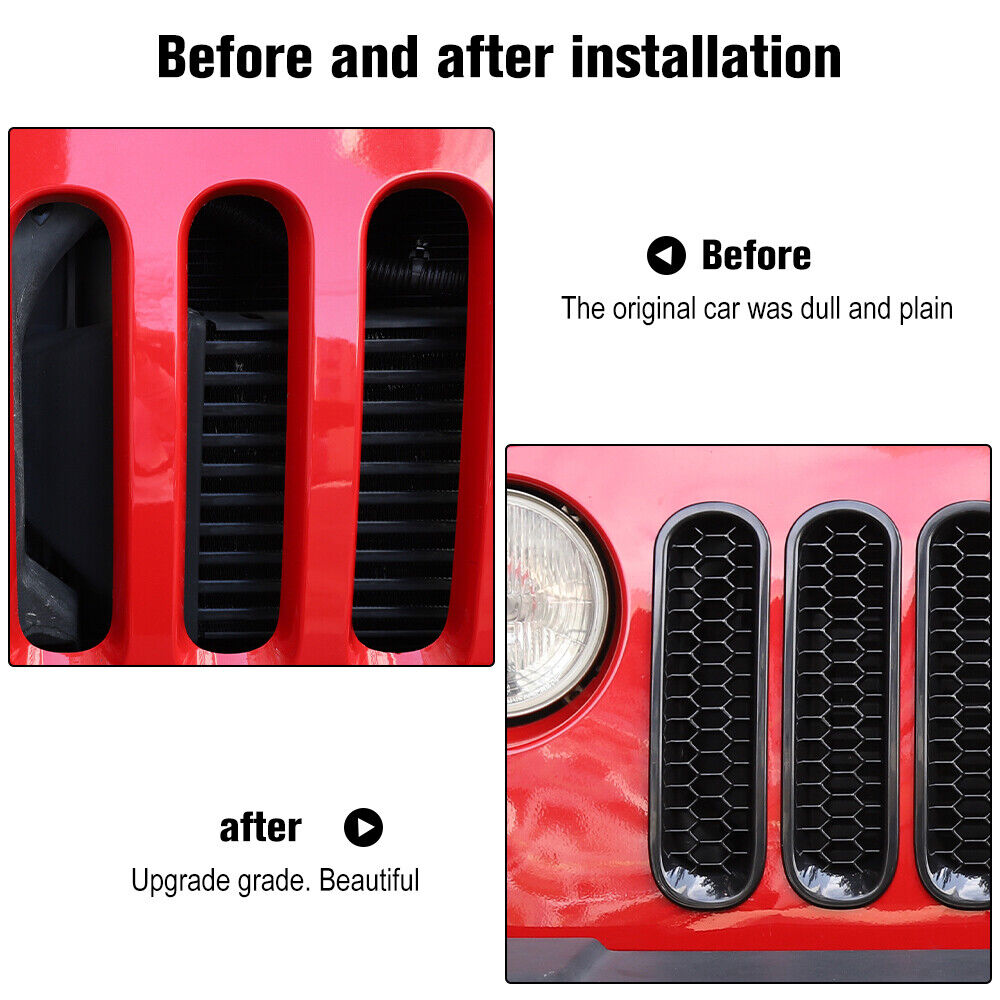 Before and after installation
Before
The original car was dull and plain
after
Upgrade grade. Beautiful